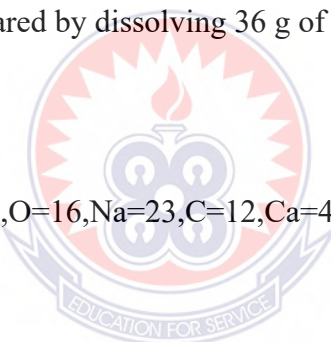 ared by dissolving 36 g of
,O=16,Na=23,C=12,Ca=4
EDUCATION FOR SERVICE